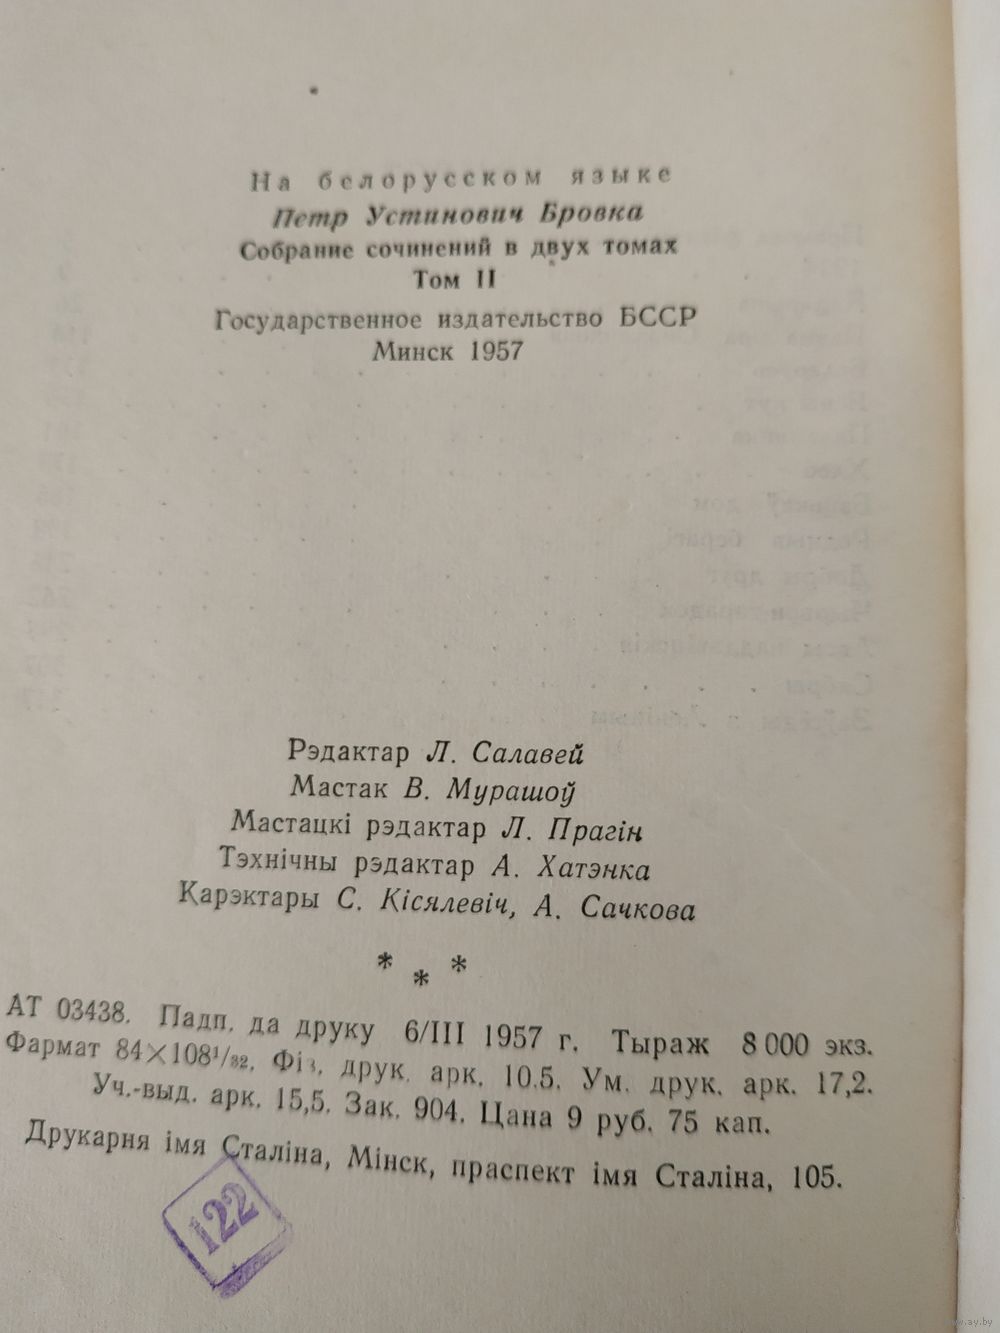 На белорусском языке
Петр Устинович Бровка
Собрание сочинений в двух томах
Том II
Государственное издательство БССР
Минск 1957
Рэдактар Л. Салавей
Мастак В. Мурашоў
Мастацкі рэдактар Л. Прагін
Тэхнічны рэдактар А. Хатэнка
Карэктары С. Кісялевіч, А. Сачкова
* * *
АТ 03438. Падп. да друку 6/III 1957 г. Тыраж 8 000 экз.
Фармат 84×108¹/₃₂. Фіз. друк. арк. 10.5. Ум. друк. арк. 17,2.
Уч.-выд. арк. 15,5. Зак. 904. Цана 9 руб. 75 кап.
Друкарня імя Сталіна, Мінск, праспект імя Сталіна, 105.
122